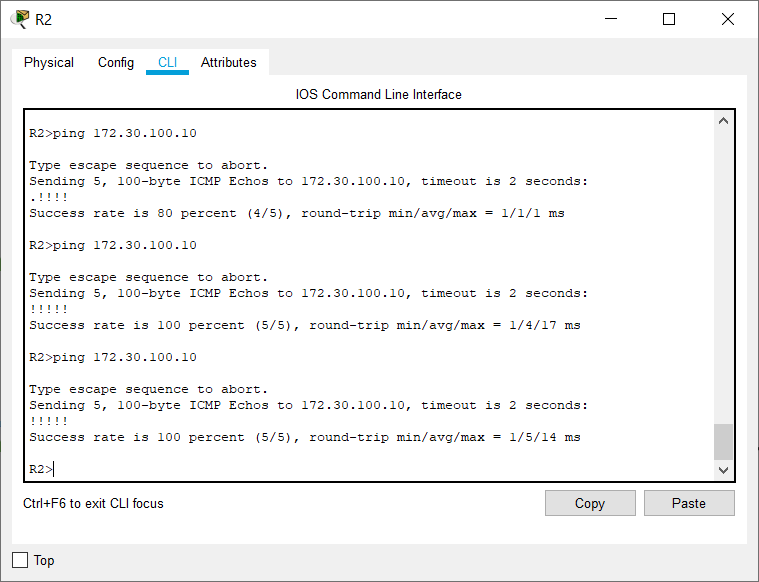 R2
Physical Config CLI Attributes
IOS Command Line Interface
R2>ping 172.30.100.10
Type escape sequence to abort.
Sending 5, 100-byte ICMP Echos to 172.30.100.10, timeout is 2 seconds:
.!!!!
Success rate is 80 percent (4/5), round-trip min/avg/max = 1/1/1 ms
R2>ping 172.30.100.10
Type escape sequence to abort.
Sending 5, 100-byte ICMP Echos to 172.30.100.10, timeout is 2 seconds:
!!!!!
Success rate is 100 percent (5/5), round-trip min/avg/max = 1/4/17 ms
R2>ping 172.30.100.10
Type escape sequence to abort.
Sending 5, 100-byte ICMP Echos to 172.30.100.10, timeout is 2 seconds:
!!!!!
Success rate is 100 percent (5/5), round-trip min/avg/max = 1/5/14 ms
R2>
Ctrl+F6 to exit CLI focus Copy Paste
Top